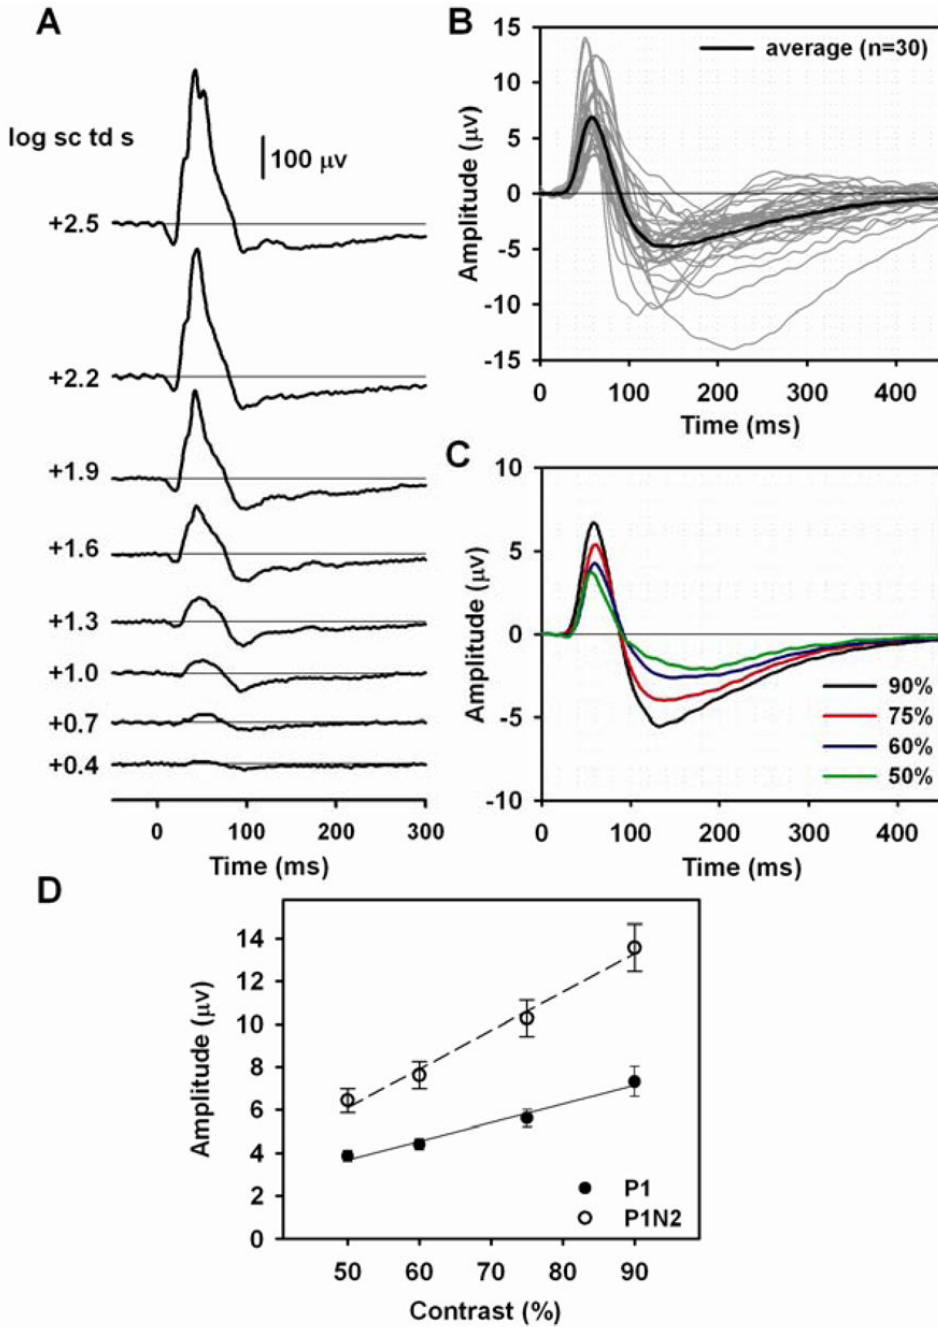 A
log sc td s
100 μv
+2.5
+2.2
+1.9
+1.6
+1.3
+1.0
+0.7
+0.4
0 100 200 300
Time (ms)
B
average (n=30)
Amplitude (μv)
15
10
5
0
-5
-10
-15
0 100 200 300 400
Time (ms)
C
Amplitude (μv)
10
5
0
-5
-10
90%
75%
60%
50%
0 100 200 300 400
Time (ms)
D
Amplitude (μv)
14
12
10
8
6
4
2
0
P1
P1N2
50 60 70 80 90
Contrast (%)